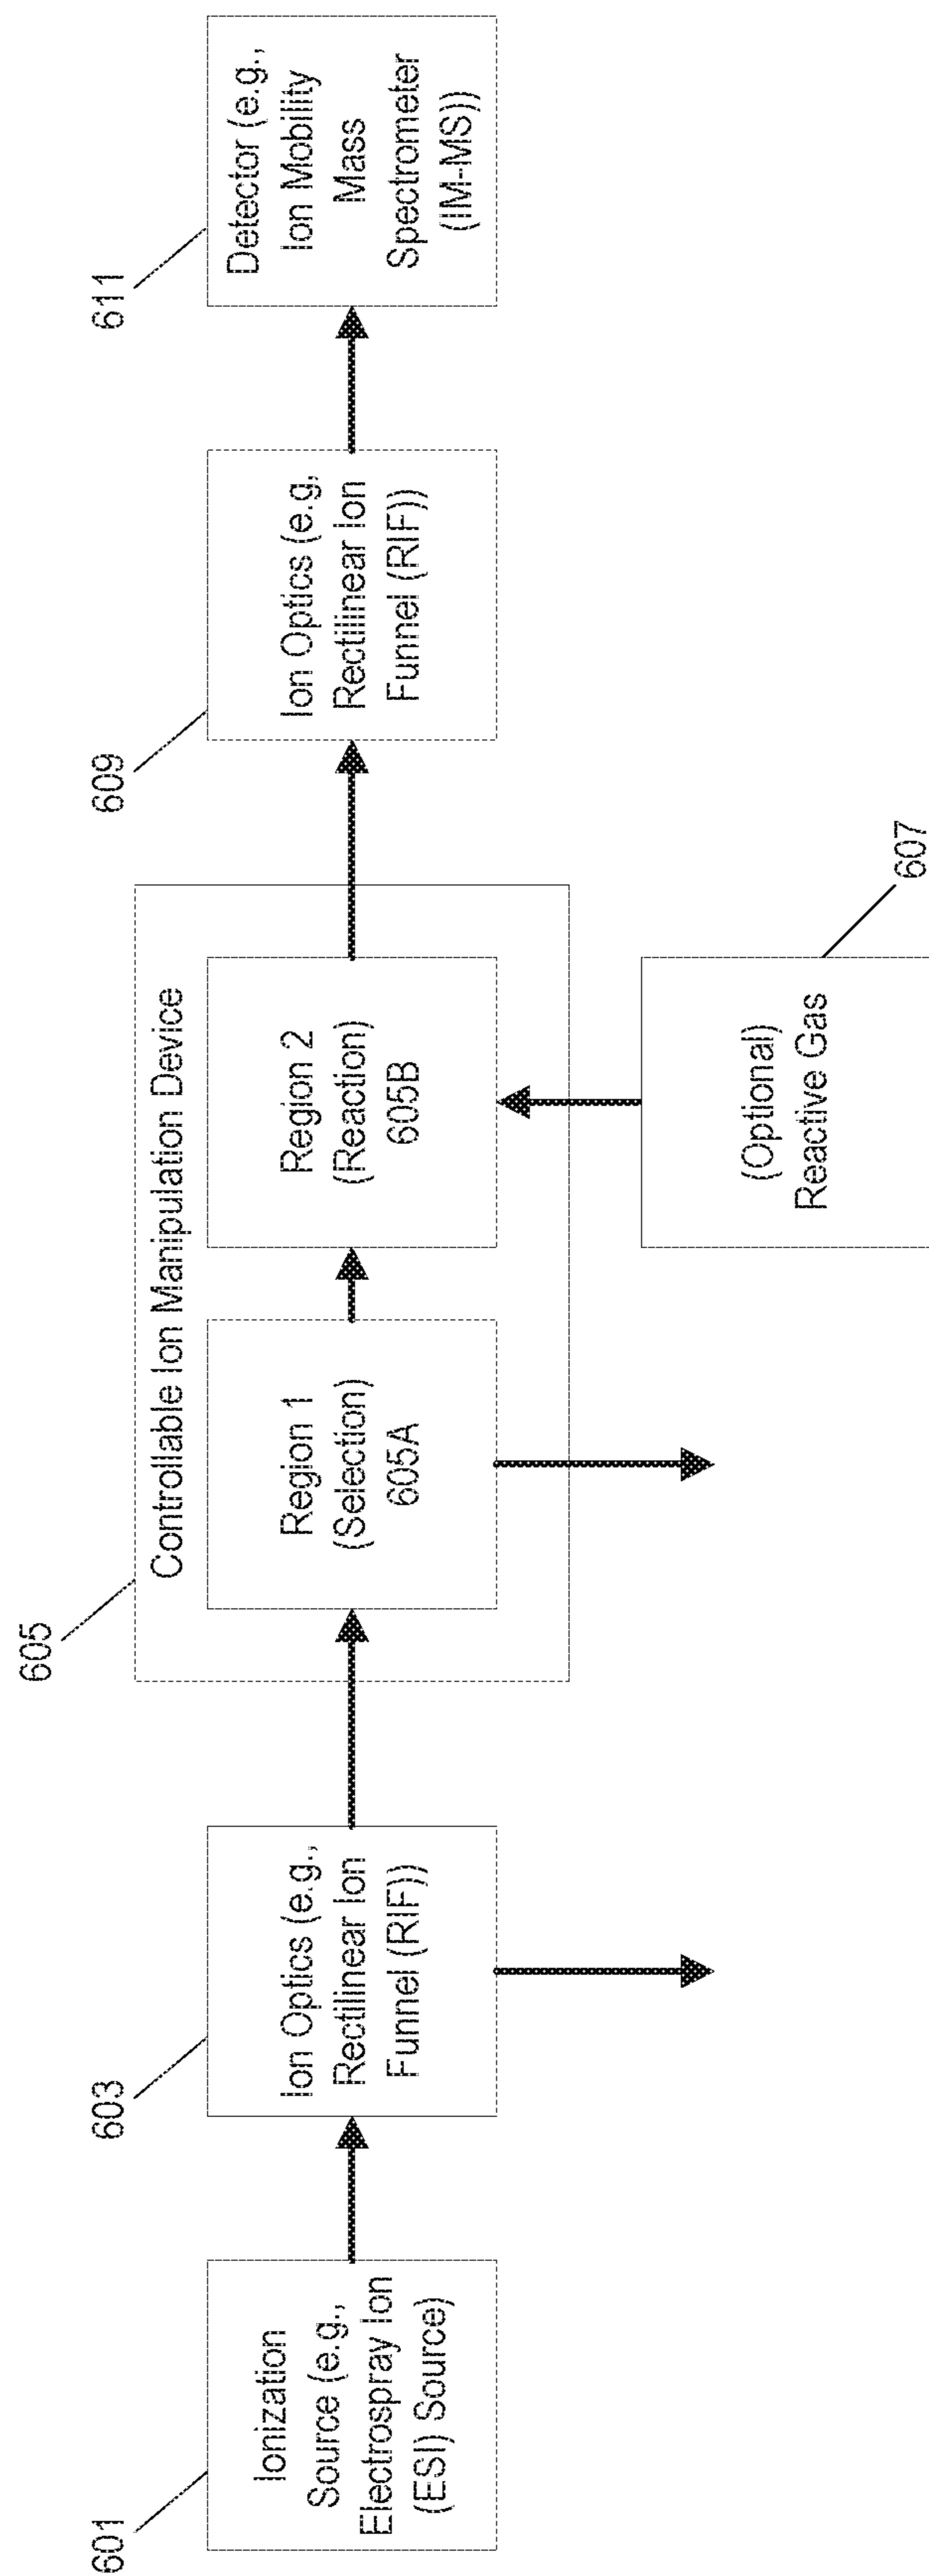 601
Ionization
Source (e.g.,
Electrospray Ion
(ESI) Source)
603
Ion Optics (e.g.,
Rectilinear Ion
Funnel (RIF))
605
Controllable Ion Manipulation Device
Region 1
(Selection)
605A
Region 2
(Reaction)
605B
(Optional)
Reactive Gas
607
609
Ion Optics (e.g,
Rectilinear Ion
Funnel (RIF))
611
Detector (e.g.,
Ion Mobility
Mass
Spectrometer
(IM-MS))